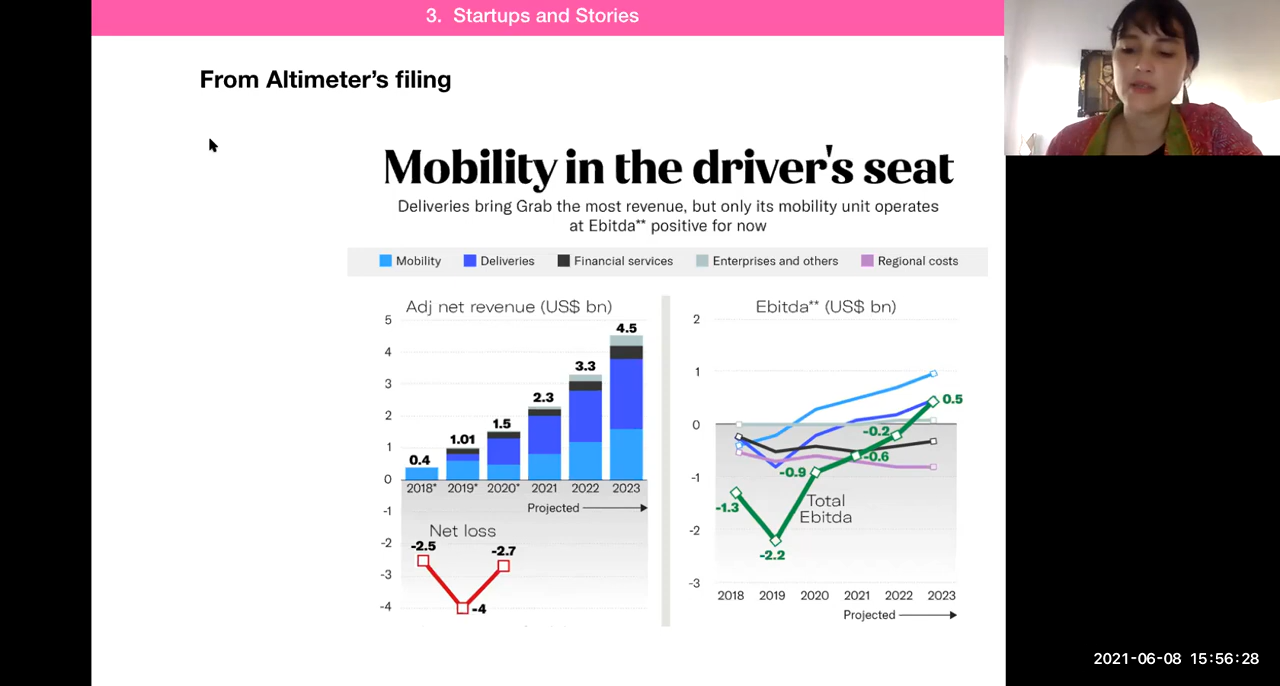 3. Startups and Stories
From Altimeter's filing
Mobility in the driver's seat
Deliveries bring Grab the most revenue, but only its mobility unit operates
at Ebitda** positive for now
Mobility Deliveries Financial services Enterprises and others Regional costs
Adj net revenue (US$ bn)
5
4
3
2
1
0
-1
-2
-3
-4
0.4
1.01
1.5
2.3
3.3
4.5
2018* 2019* 2020* 2021 2022 2023
Projected
Net loss
-2.5
-4
-2.7
Ebitda** (US$ bn)
2
1
0
-1
-2
-3
-1.3
-2.2
-0.9
-0.6
-0.2
0.5
Total
Ebitda
2018 2019 2020 2021 2022 2023
Projected
2021-06-08 15:56:28